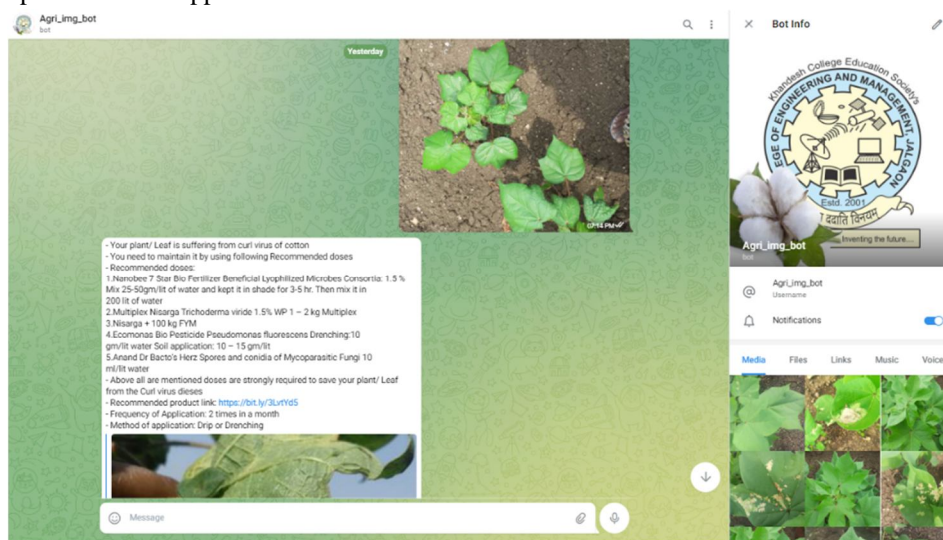 Agri_img_bot
bot
Yesterday
07:14 PM
- Your plant/ Leaf is suffering from curl virus of cotton
- You need to maintain it by using following Recommended doses
- Recommended doses:
1.Nanobee 7 Star Bio Fertilizer Beneficial Lyophilized Microbes Consortia: 1.5 %
Mix 25-50gm/lit of water and kept it in shade for 3-5 hr. Then mix it in
200 lit of water
2.Multiplex Nisarga Trichoderma viride 1.5% WP 1 – 2 kg Multiplex
3.Nisarga + 100 kg FYM
4.Ecomonas Bio Pesticide Pseudomonas fluorescens Drenching:10
gm/lit water Soil application: 10 – 15 gm/lit
5.Anand Dr Bacto's Herz Spores and conidia of Mycoparasitic Fungi 10
ml/lit water
- Above all are mentioned doses are strongly required to save your plant/ Leaf
from the Curl virus dieses
- Recommended product link: https://bit.ly/3LvtYd5
- Frequency of Application: 2 times in a month
- Method of application: Drip or Drenching
Message
Bot Info
Khandesh College Education Society's
EGE OF ENGINEERING AND MANAGEMENT, JALGAON
Estd. 2001
ददाति विनयम
Inventing the future...
Agri_img_bot
bot
Agri_img_bot
Username
Notifications
Media Files Links Music Voice